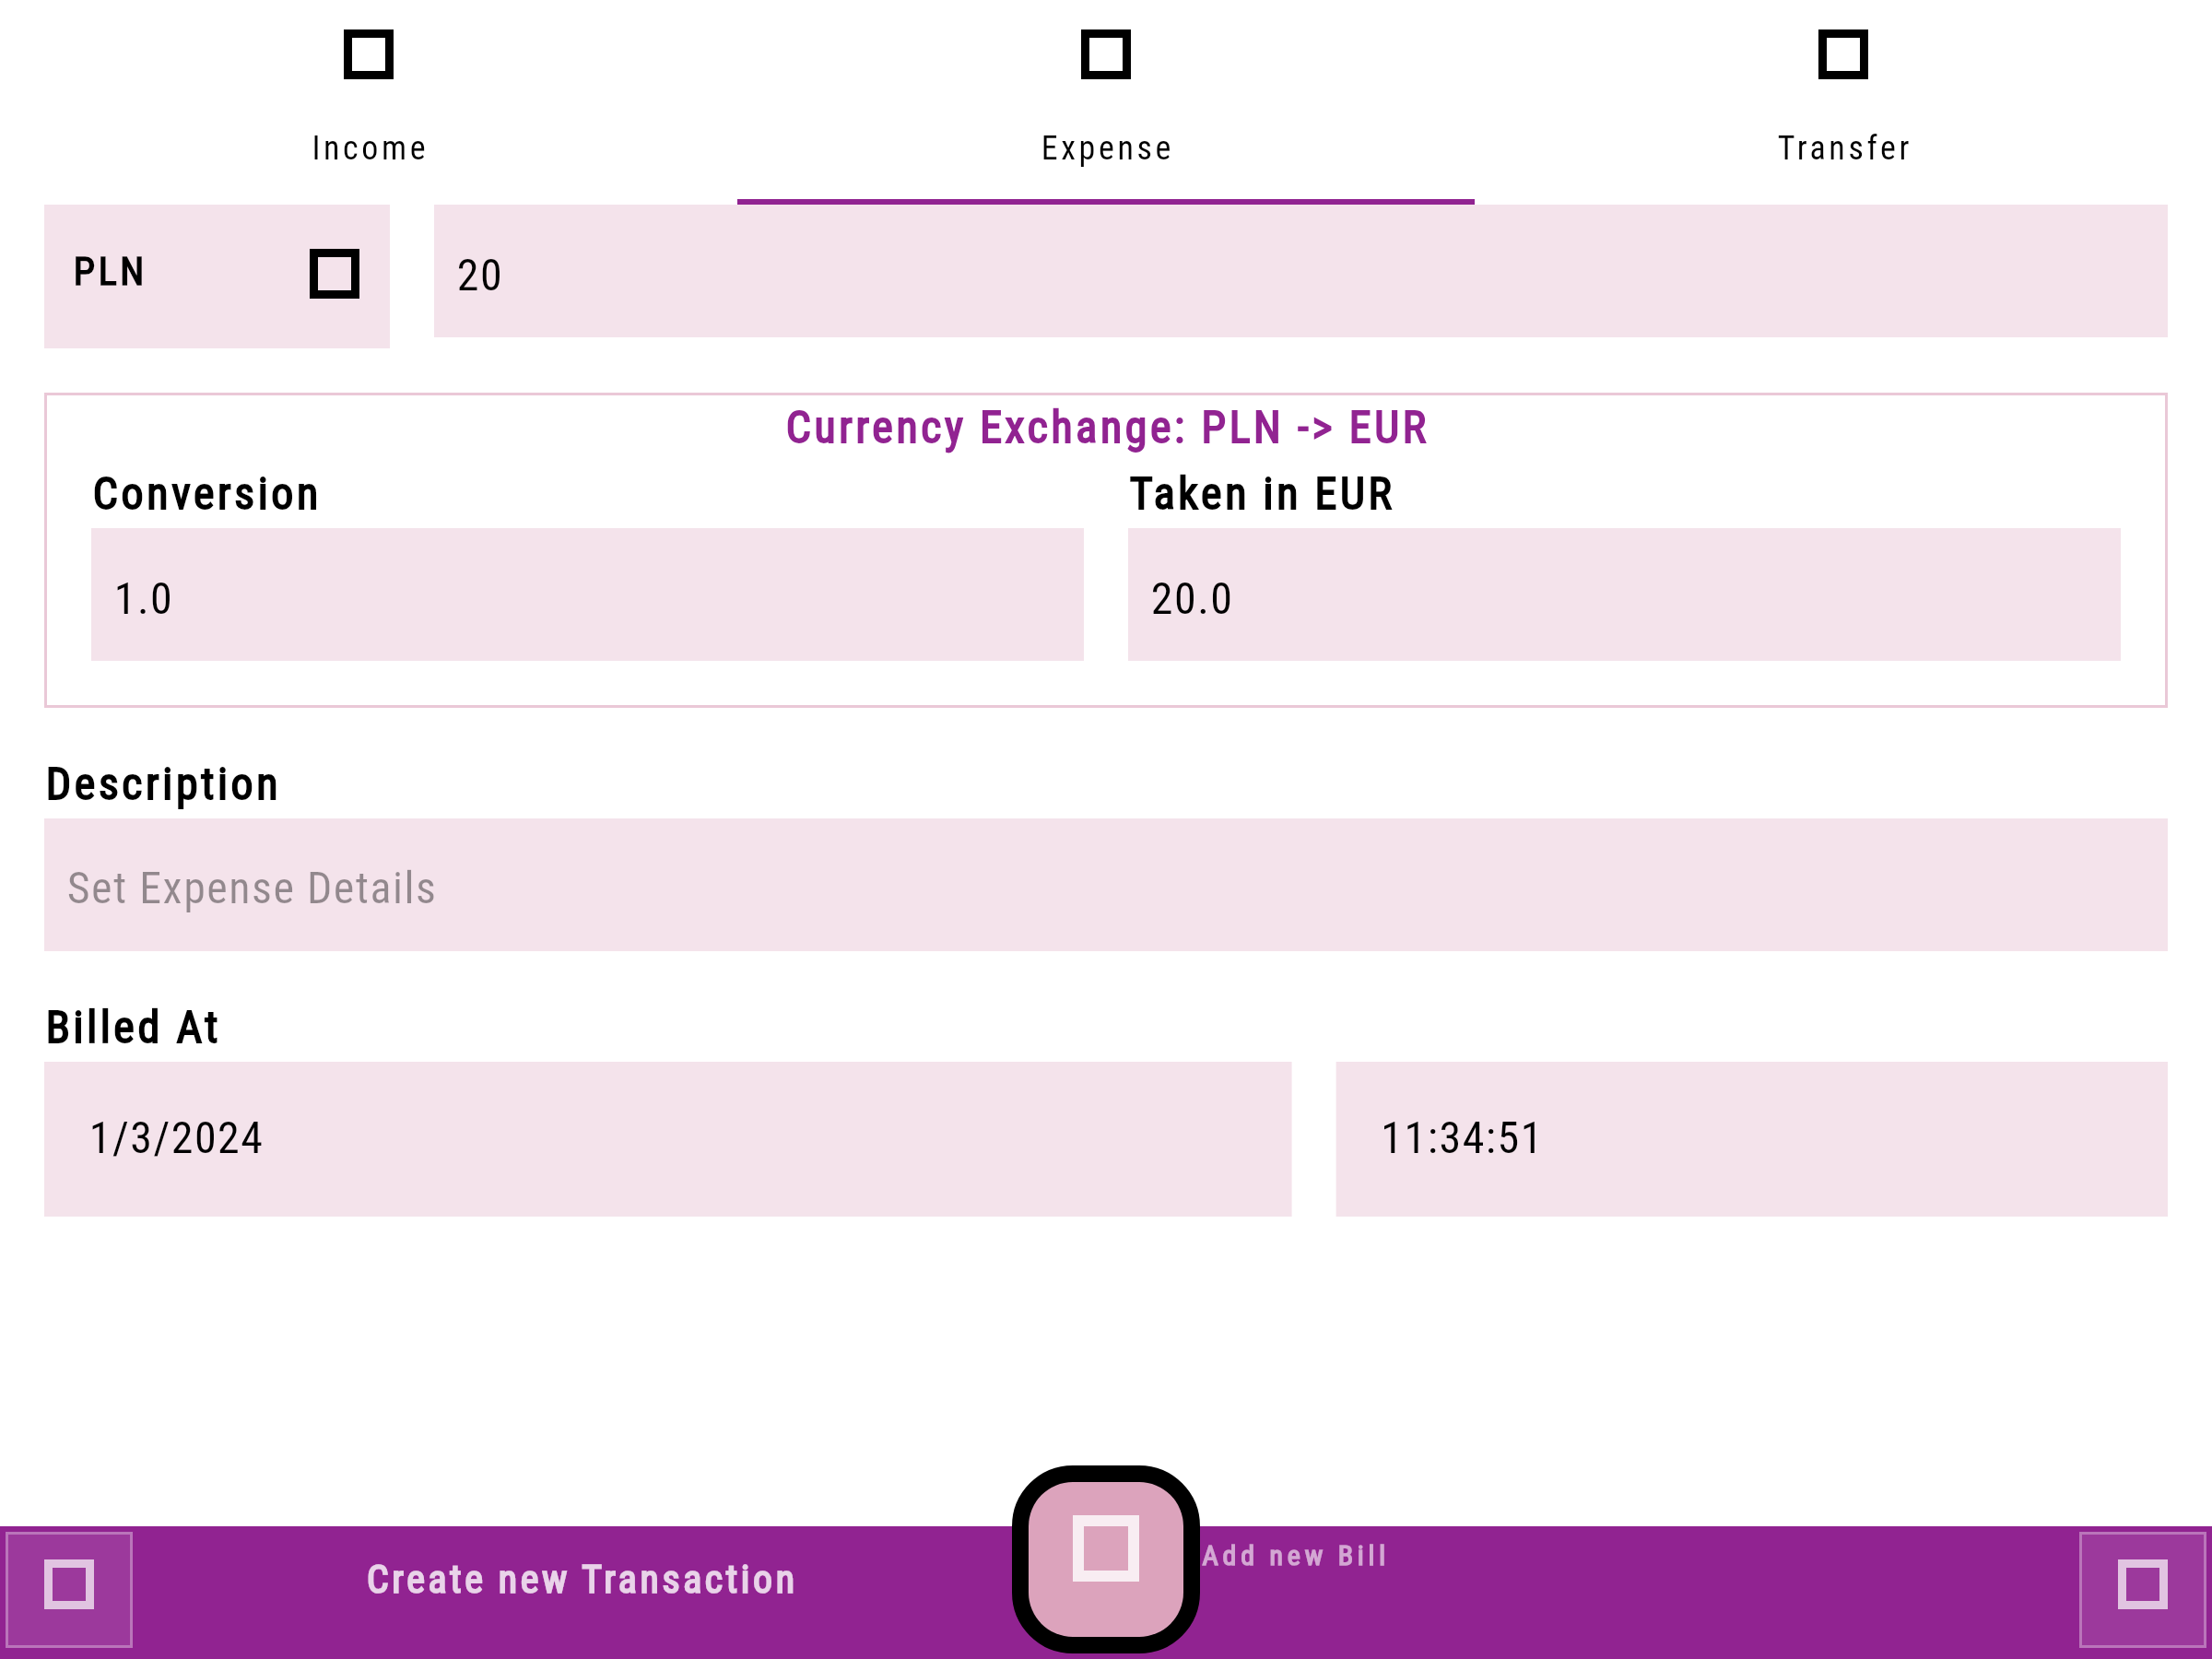 Income Expense Transfer
PLN 20
Currency Exchange: PLN -> EUR
Conversion Taken in EUR
1.0 20.0
Description
Set Expense Details
Billed At
1/3/2024 11:34:51
Create new Transaction Add new Bill